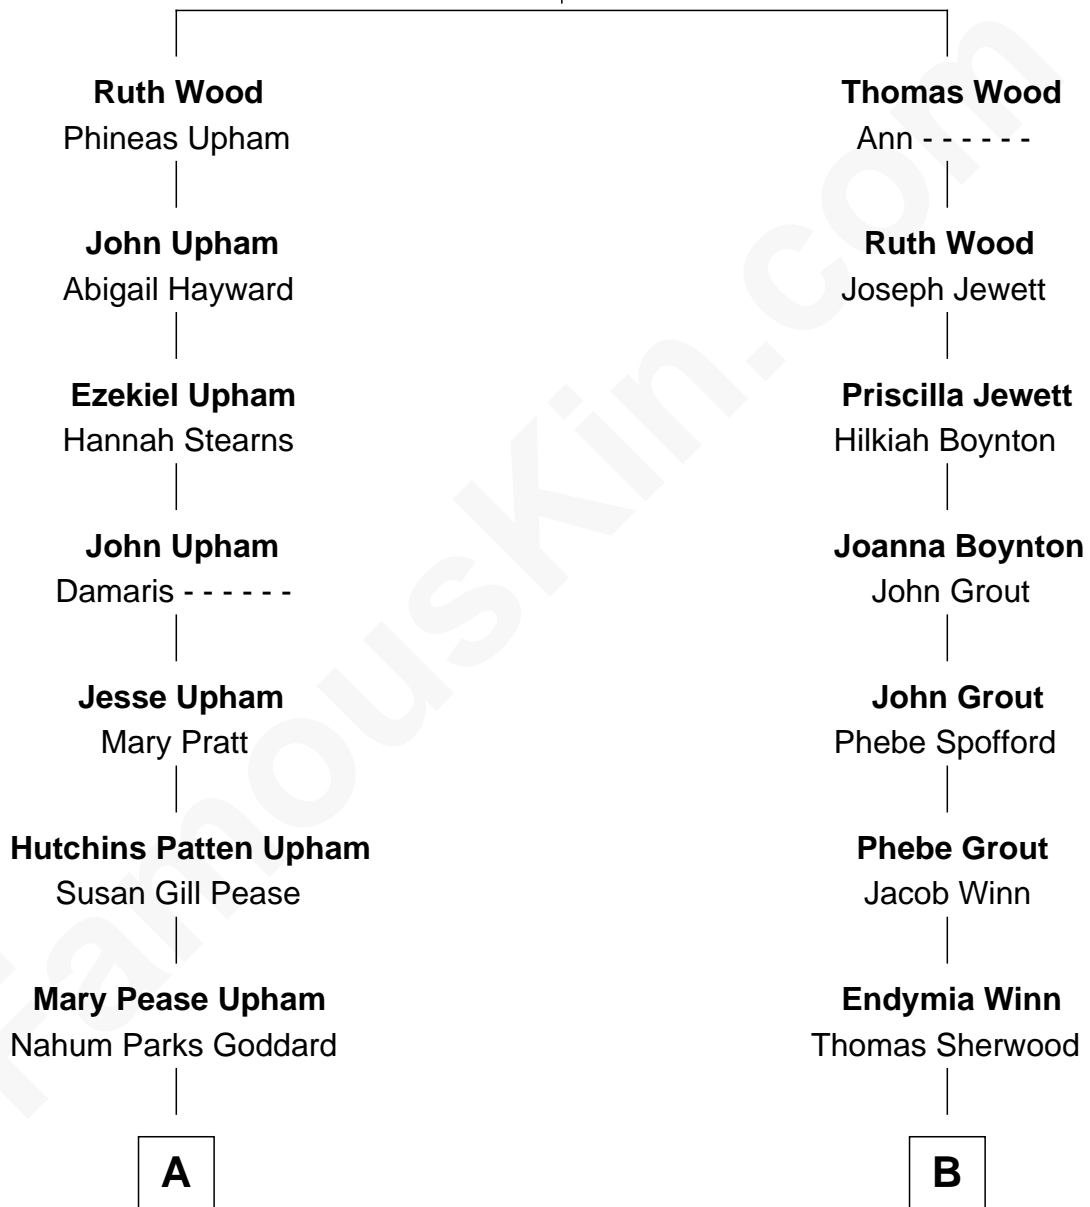 Ruth Wood
Phineas Upham
John Upham
Abigail Hayward
Ezekiel Upham
Hannah Stearns
John Upham
Damaris - - - - - -
Jesse Upham
Mary Pratt
Hutchins Patten Upham
Susan Gill Pease
Mary Pease Upham
Nahum Parks Goddard
A
Thomas Wood
Ann - - - - - -
Ruth Wood
Joseph Jewett
Priscilla Jewett
Hilkiah Boynton
Joanna Boynton
John Grout
John Grout
Phebe Spofford
Phebe Grout
Jacob Winn
Endymia Winn
Thomas Sherwood
B
FamousKin.com